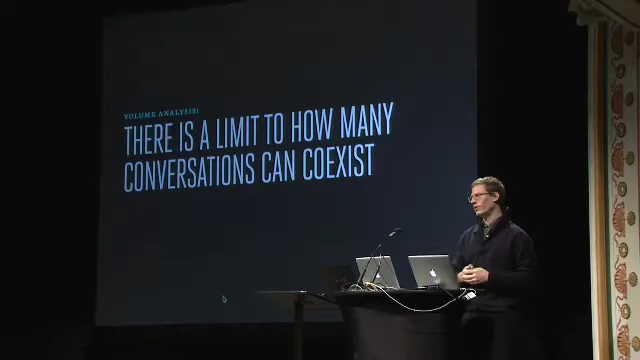 VOLUME ANALYSIS:
THERE IS A LIMIT TO HOW MANY
CONVERSATIONS CAN COEXIST